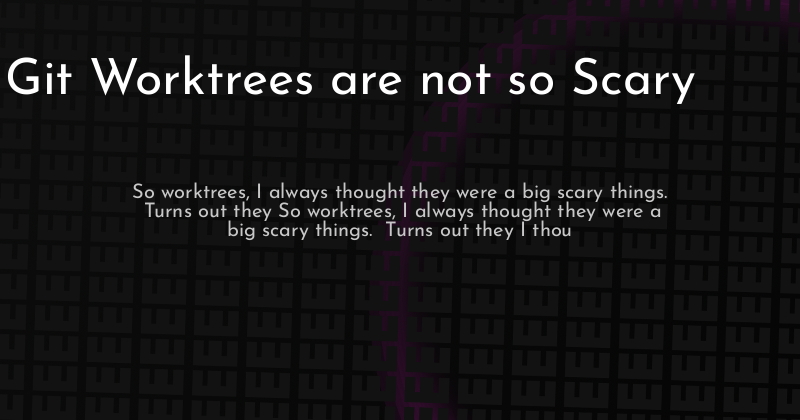 Git Worktrees are not so Scary
So worktrees, I always thought they were a big scary things.
Turns out they So worktrees, I always thought they were a
big scary things.  Turns out they I thou